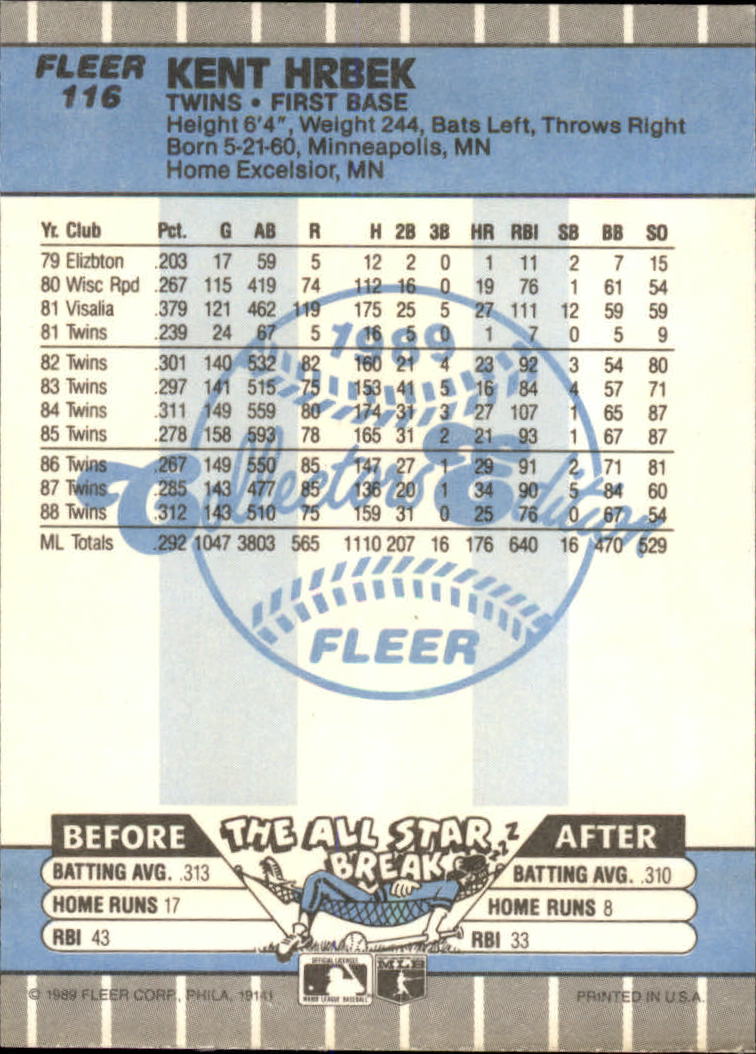 FLEER
116
KENT HRBEK
TWINS • FIRST BASE
Height 6'4", Weight 244, Bats Left, Throws Right
Born 5-21-60, Minneapolis, MN
Home Excelsior, MN
Yr. Club Pct. G AB R H 2B 3B HR RBI SB BB SO
79 Elizbton .203 17 59 5 12 2 0 1 11 2 7 15
80 Wisc Rpd .267 115 419 74 112 16 0 19 76 1 61 54
81 Visalia .379 121 462 119 175 25 5 27 111 12 59 59
81 Twins .239 24 67 5 16 5 0 1 7 0 5 9
82 Twins .301 140 532 82 160 21 4 23 92 3 54 80
83 Twins .297 141 515 75 153 41 5 16 84 4 57 71
84 Twins .311 149 559 80 174 31 3 27 107 1 65 87
85 Twins .278 158 593 78 165 31 2 21 93 1 67 87
86 Twins .267 149 550 85 147 27 1 29 91 2 71 81
87 Twins .285 143 477 85 136 20 1 34 90 5 84 60
88 Twins .312 143 510 75 159 31 0 25 76 0 67 54
ML Totals .292 1047 3803 565 1110 207 16 176 640 16 470 529
1989
Collectors' Edition
FLEER
BEFORE
THE ALL STAR BREAK
ZZZ
AFTER
BATTING AVG. .313
BATTING AVG. .310
HOME RUNS 17
HOME RUNS 8
RBI 43
RBI 33
OFFICIAL LICENSEE
MAJOR LEAGUE BASEBALL
MLB
© 1989 FLEER CORP., PHILA. 19141
PRINTED IN U.S.A.